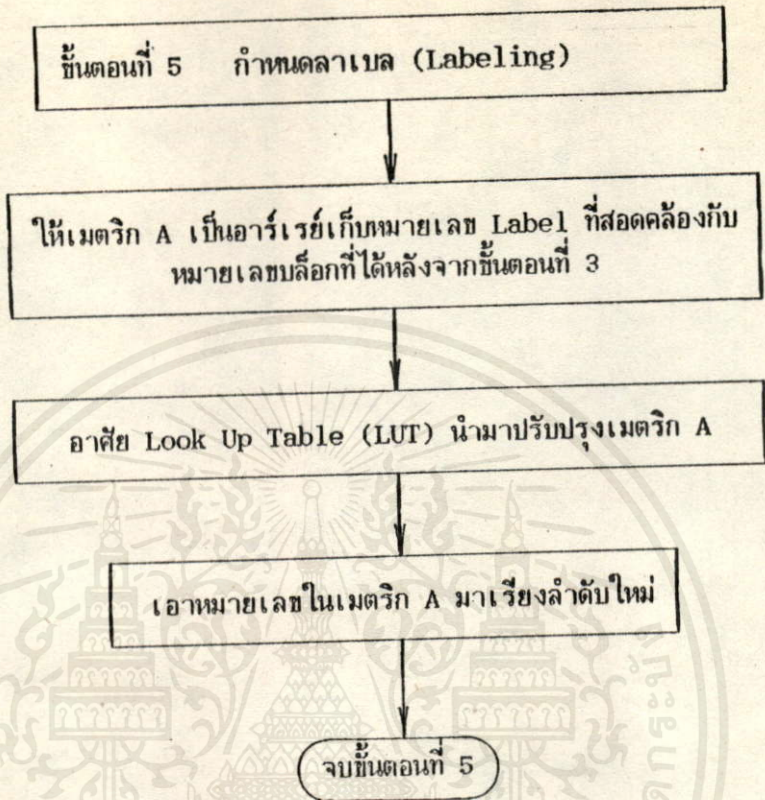 ขั้นตอนที่ 5 กำหนดลาเบล (Labeling)
ให้เมตริก A เป็นอาร์เรย์เก็บหมายเลข Label ที่สอดคล้องกับ
หมายเลขบล็อกที่ได้หลังจากขั้นตอนที่ 3
อาศัย Look Up Table (LUT) นำมาปรับปรุงเมตริก A
เอาหมายเลขในเมตริก A มาเรียงลำดับใหม่
จบขั้นตอนที่ 5